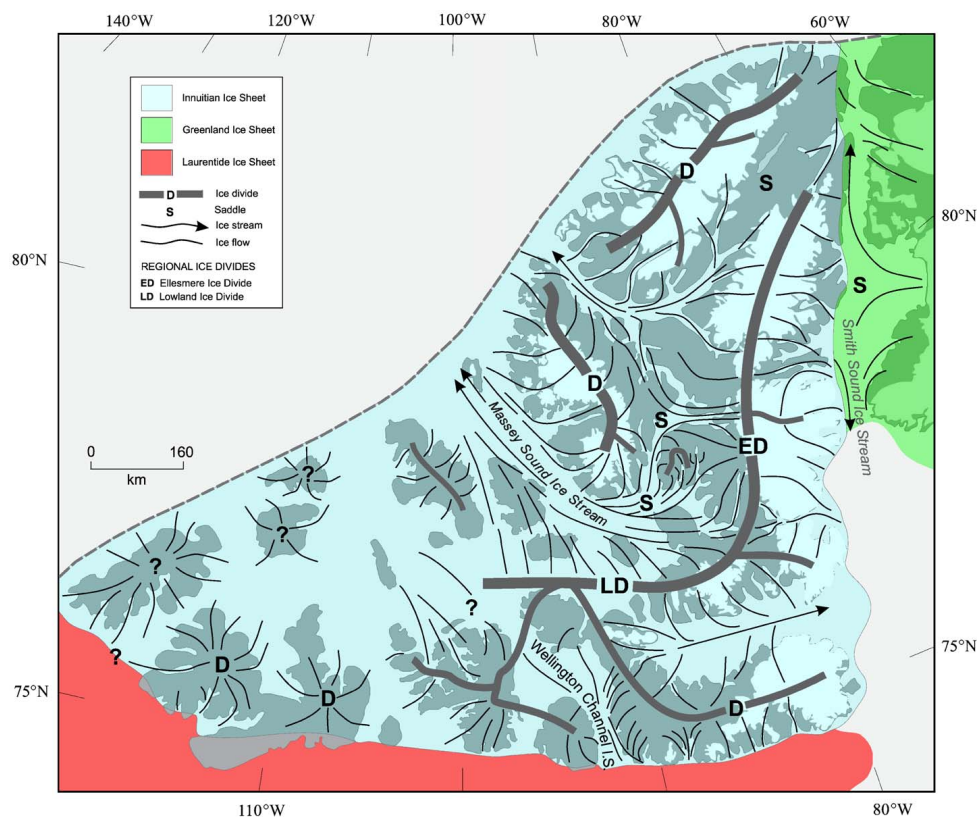 140°W 120°W 100°W 80°W 60°W
Innuitian Ice Sheet
Greenland Ice Sheet
Laurentide Ice Sheet
D Ice divide
S Saddle
Ice stream
Ice flow
REGIONAL ICE DIVIDES
ED Ellesmere Ice Divide
LD Lowland Ice Divide
80°N
80°N
D
S
S
D
S
ED
S
Smith Sound Ice Stream
Massey Sound Ice Stream
0 160
km
?
?
?
?
LD
?
D
D
D
Wellington Channel I.S.
75°N
75°N
110°W
80°W